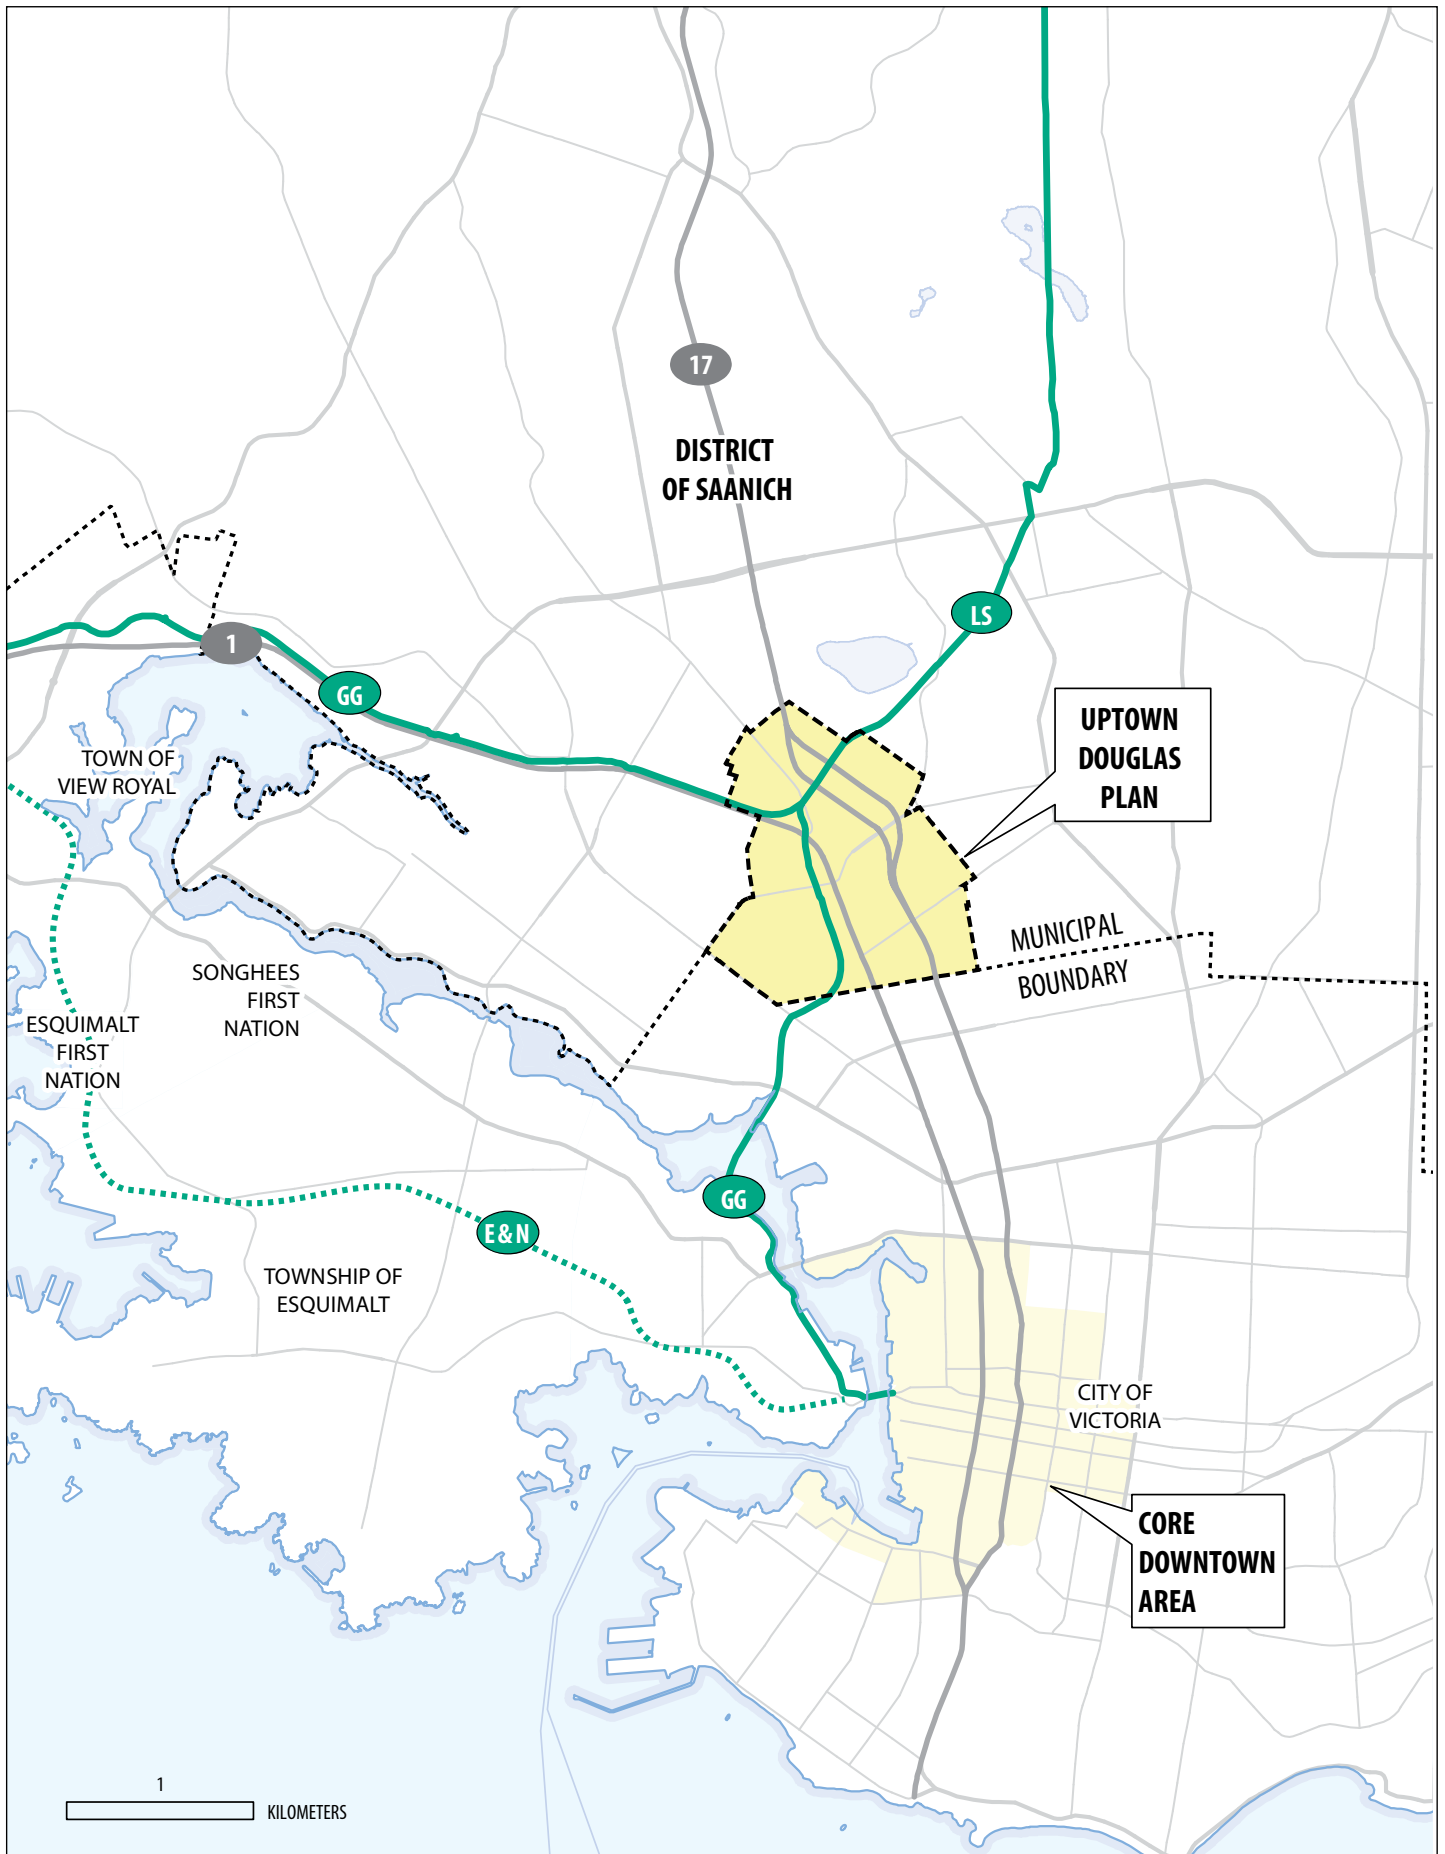 17
DISTRICT
OF SAANICH
LS
1
GG
UPTOWN
DOUGLAS
PLAN
TOWN OF
VIEW ROYAL
MUNICIPAL
BOUNDARY
SONGHEES
FIRST
NATION
ESQUIMALT
FIRST
NATION
GG
E&N
TOWNSHIP OF
ESQUIMALT
CITY OF
VICTORIA
CORE
DOWNTOWN
AREA
1
KILOMETERS